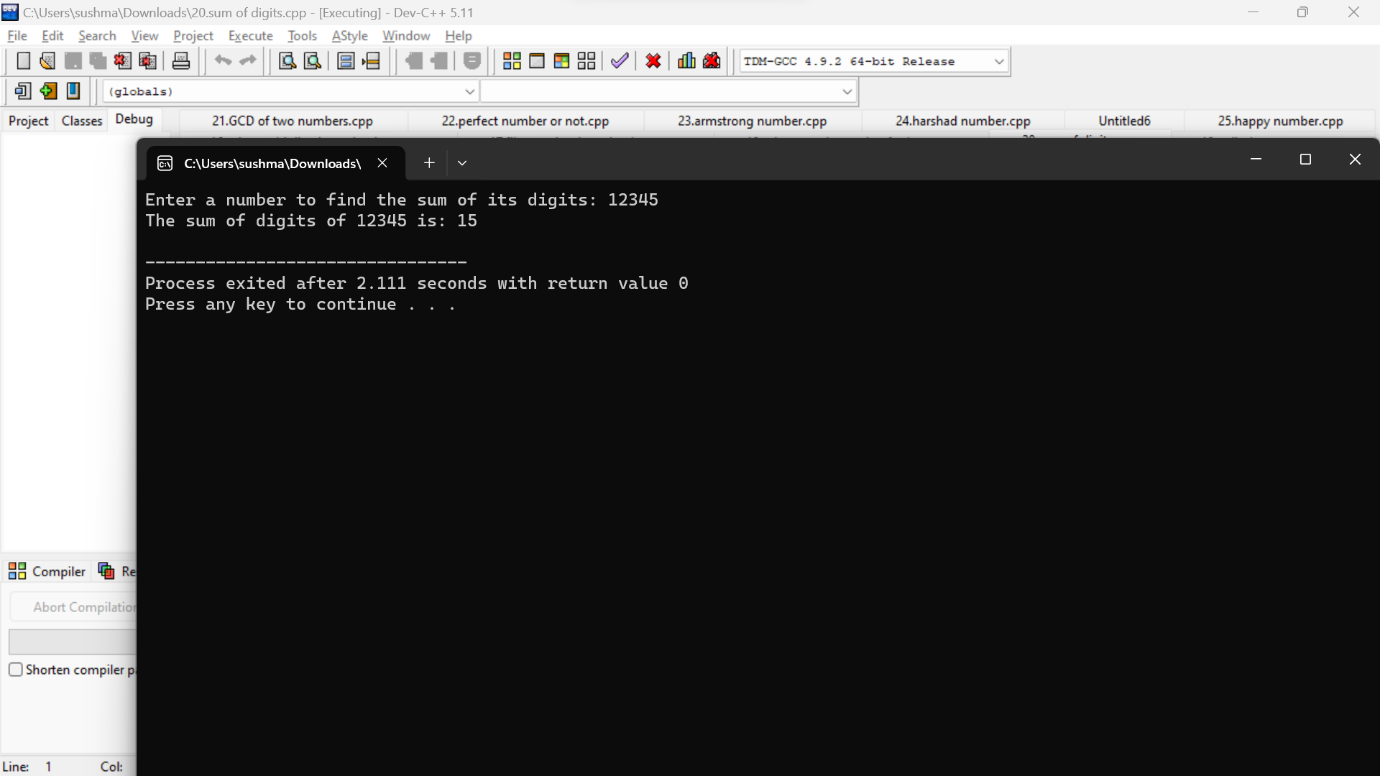 C:\Users\sushma\Downloads\20.sum of digits.cpp - [Executing] - Dev-C++ 5.11
File Edit Search View Project Execute Tools AStyle Window Help
TDM-GCC 4.9.2 64-bit Release
(globals)
Project Classes Debug 21.GCD of two numbers.cpp 22.perfect number or not.cpp 23.armstrong number.cpp 24.harshad number.cpp Untitled6 25.happy number.cpp
C:\Users\sushma\Downloads\
Enter a number to find the sum of its digits: 12345
The sum of digits of 12345 is: 15
--------------------------------
Process exited after 2.111 seconds with return value 0
Press any key to continue . . .
Compiler Re
Abort Compilation
Shorten compiler pa
Line: 1 Col: